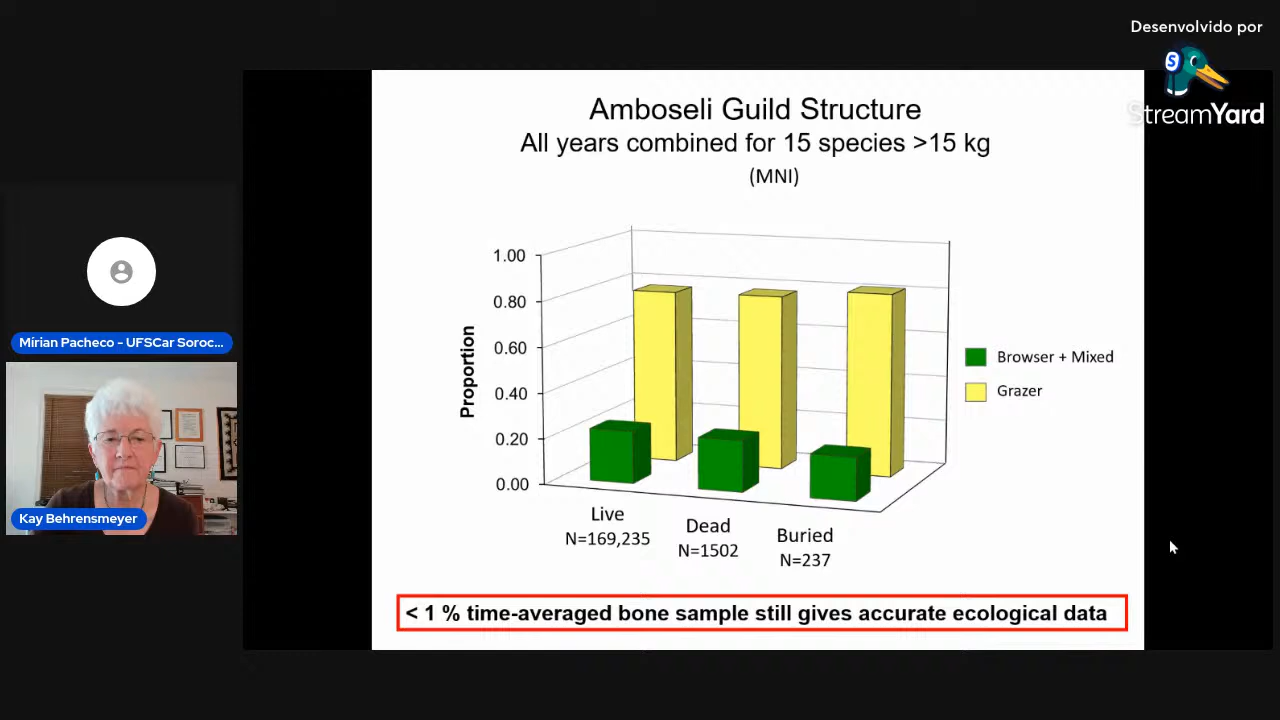 Desenvolvido por
StreamYard
Amboseli Guild Structure
All years combined for 15 species >15 kg
(MNI)
Proportion
1.00
0.80
0.60
0.40
0.20
0.00
Live
N=169,235
Dead
N=1502
Buried
N=237
Browser + Mixed
Grazer
< 1 % time-averaged bone sample still gives accurate ecological data
Mírian Pacheco - UFSCar Soroc...
Kay Behrensmeyer